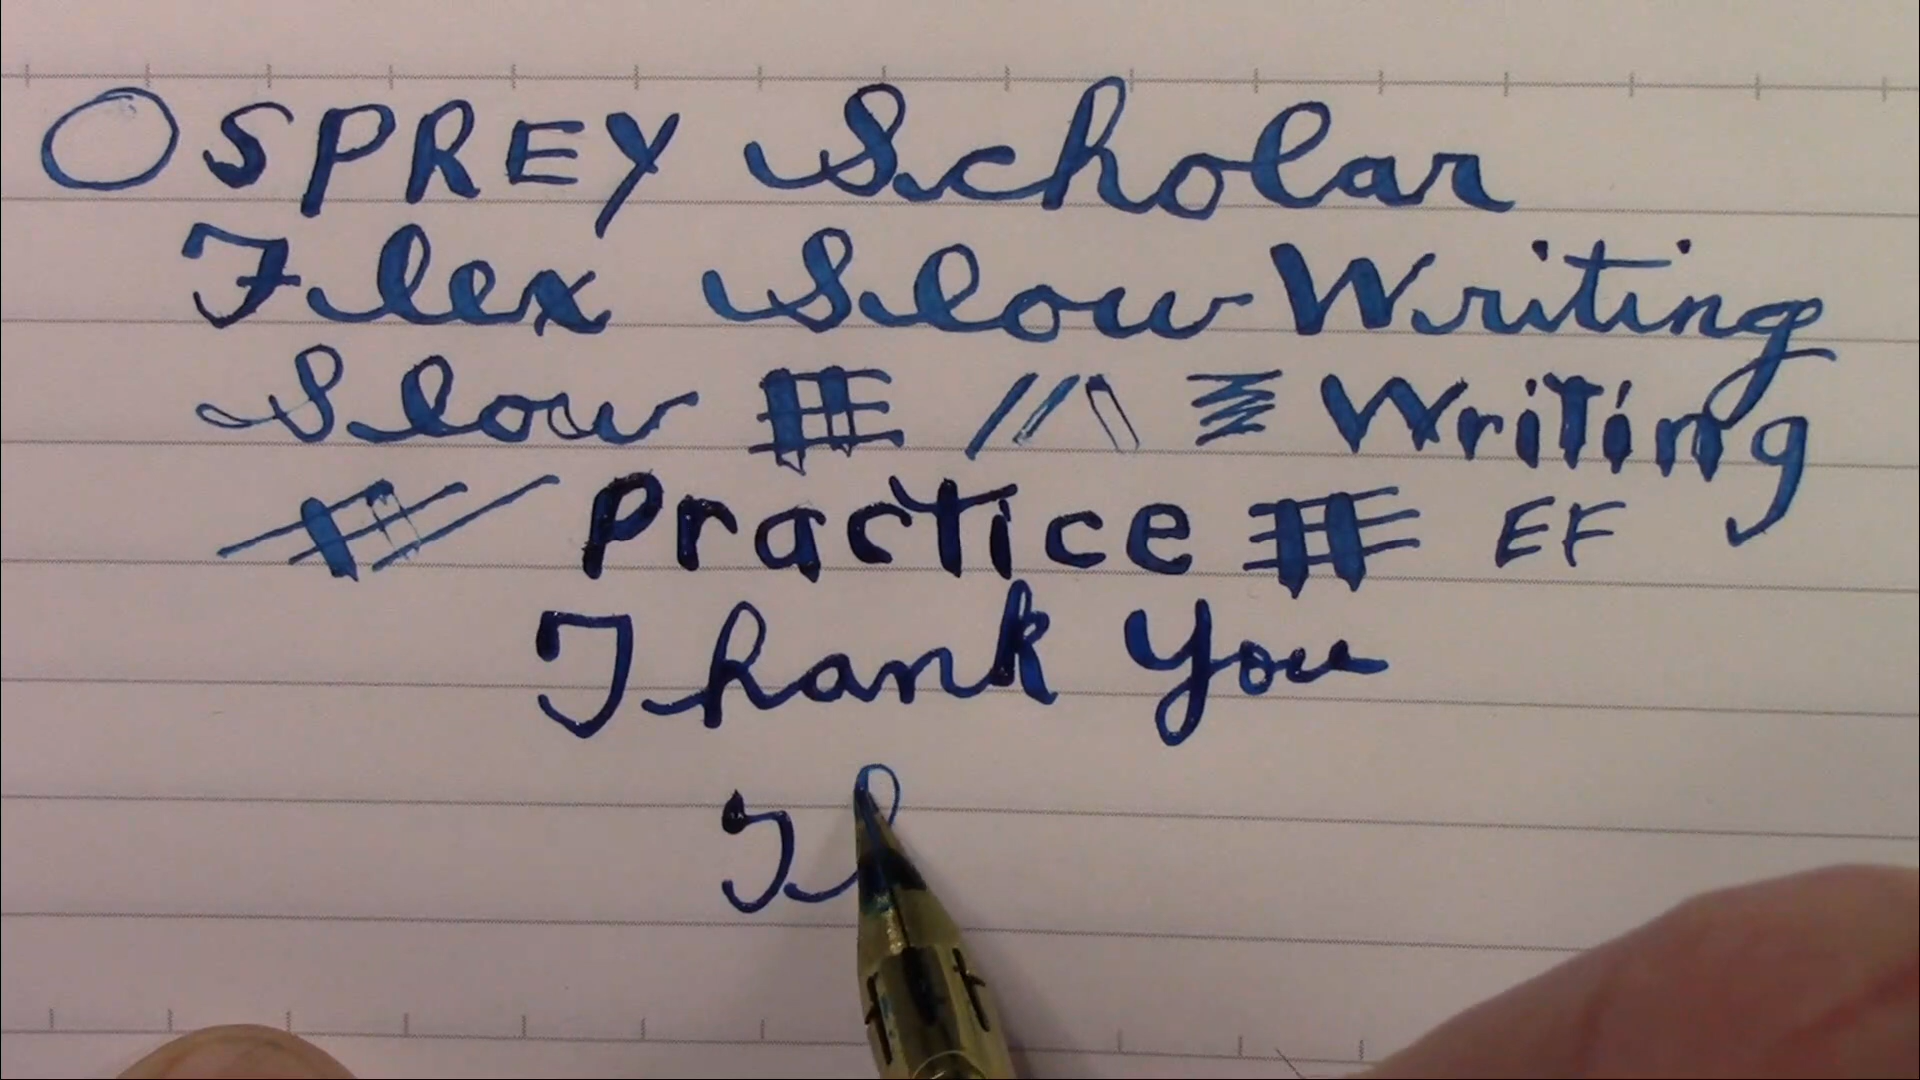 OSPREY Scholar
Flex Slow Writing
Slow Writing
Practice EF
Thank You